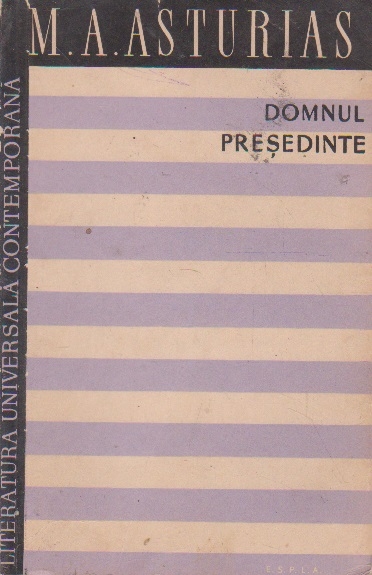 M.A.ASTURIAS
DOMNUL
PREȘEDINTE
LITERATURA UNIVERSALĂ CONTEMPORANĂ
E.S.P.L.A.